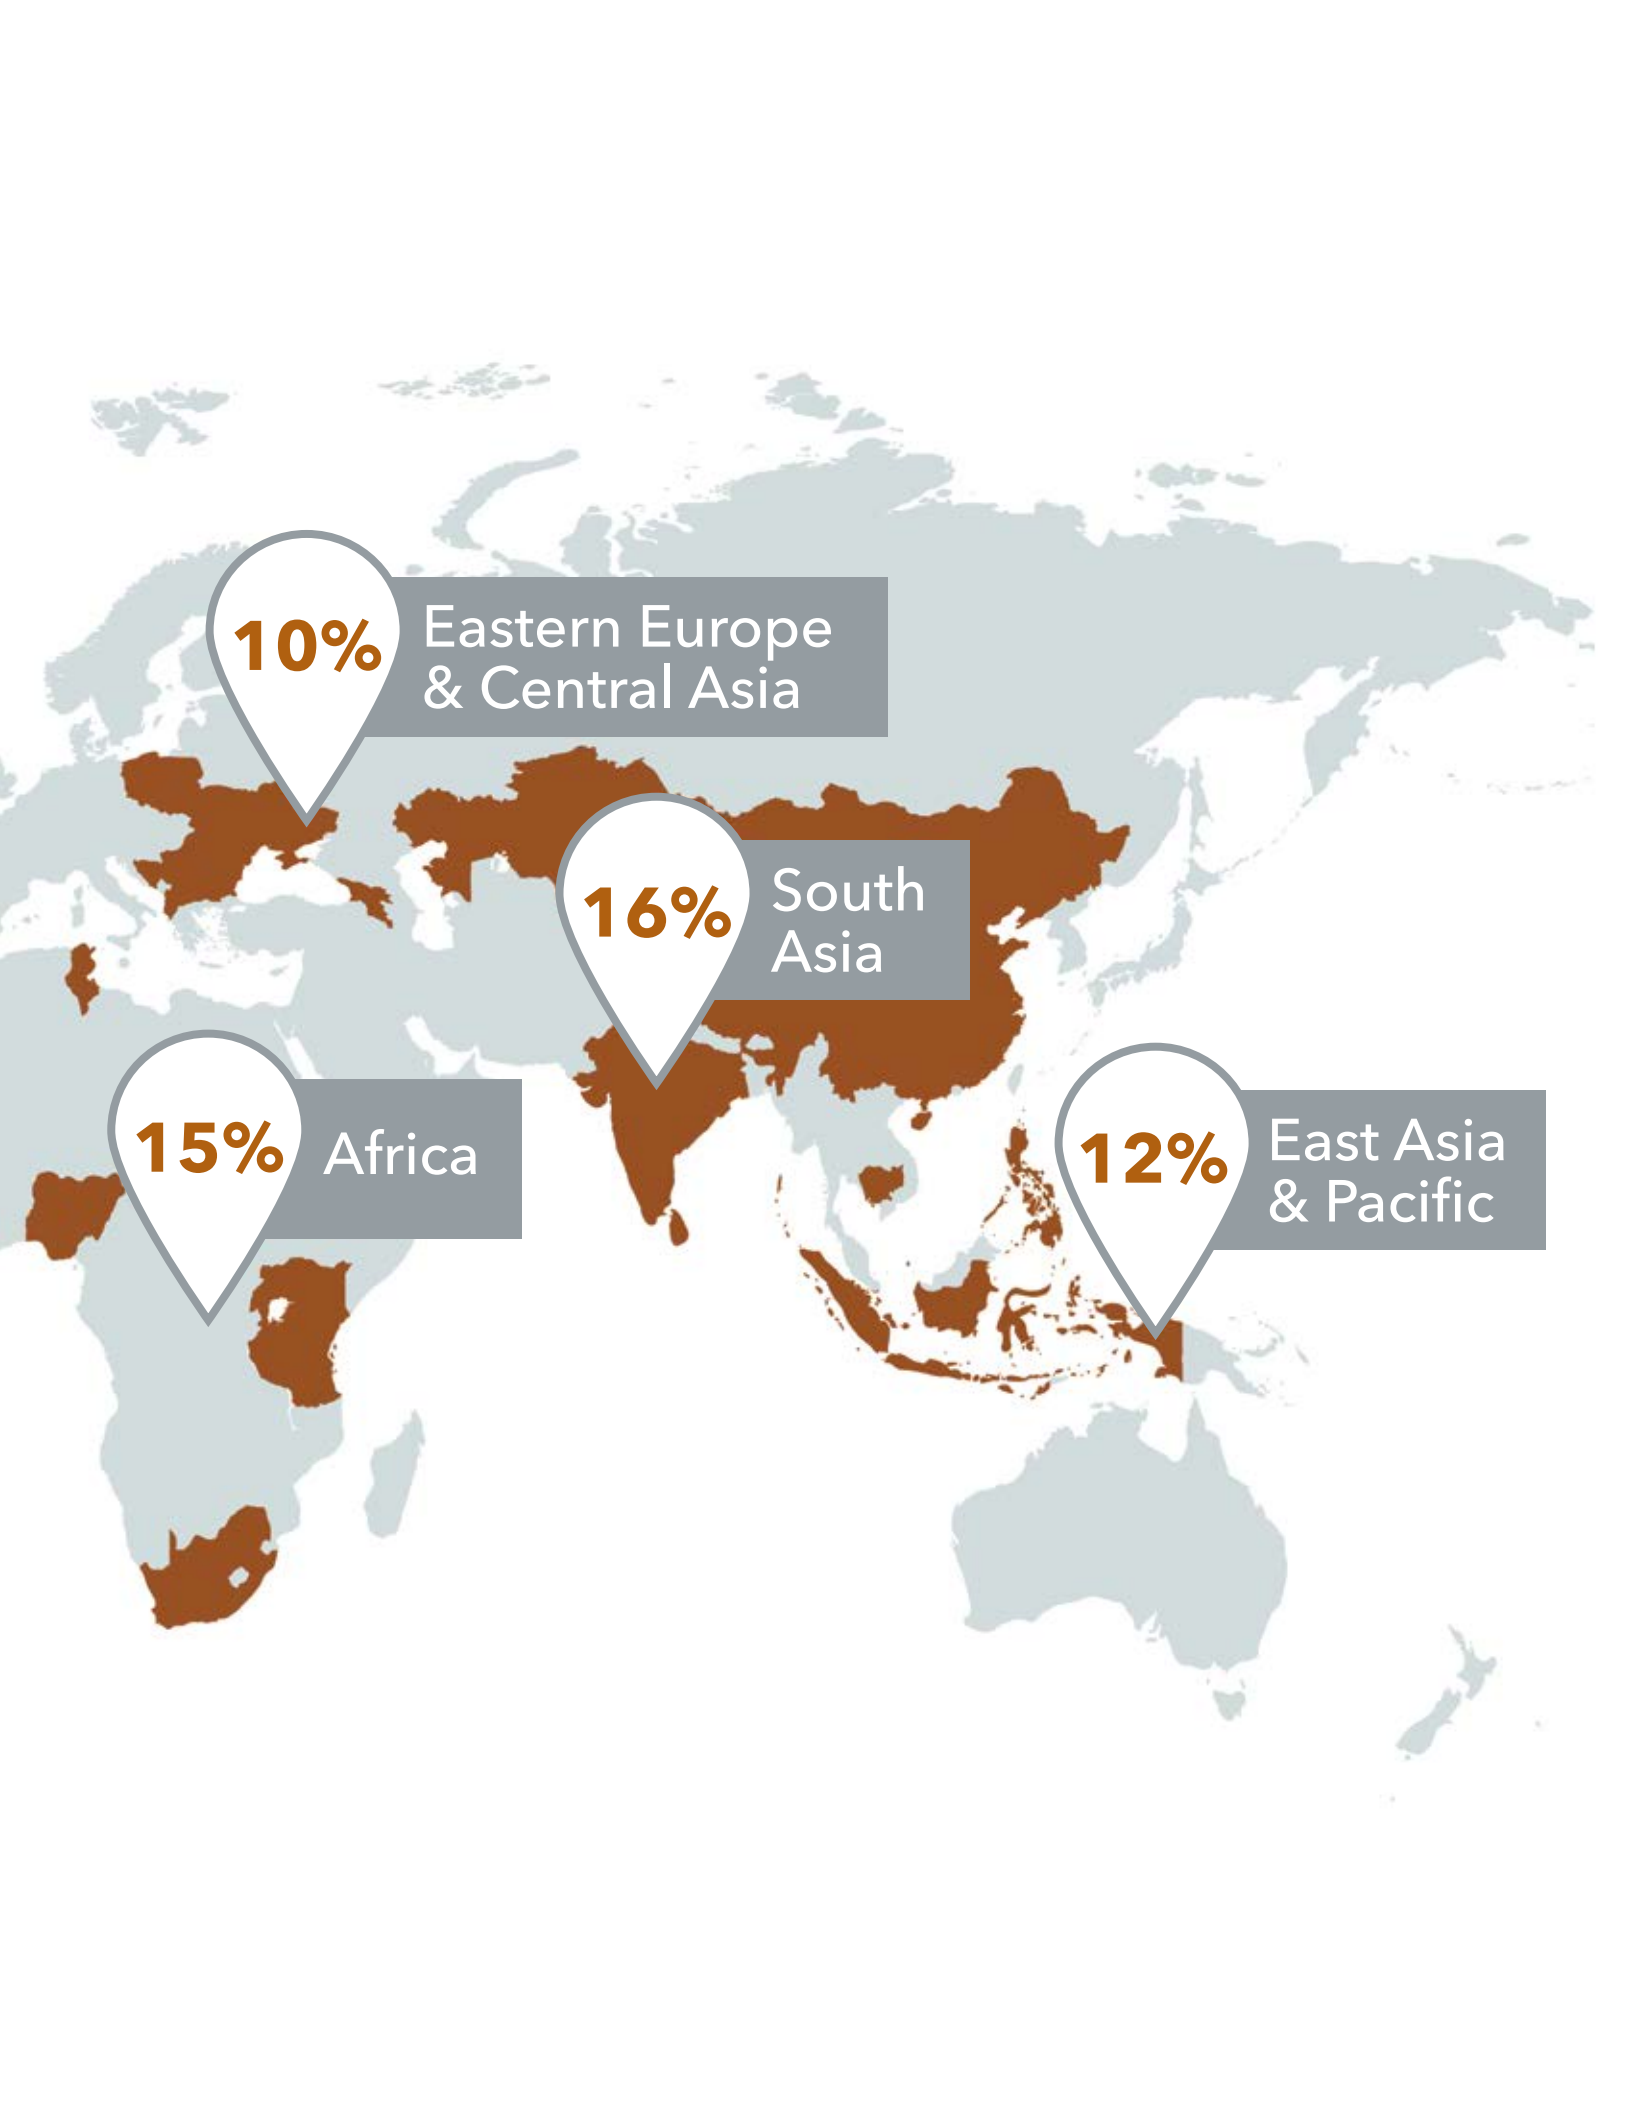 10%
Eastern Europe
& Central Asia
16%
South
Asia
15%
Africa
12%
East Asia
& Pacific